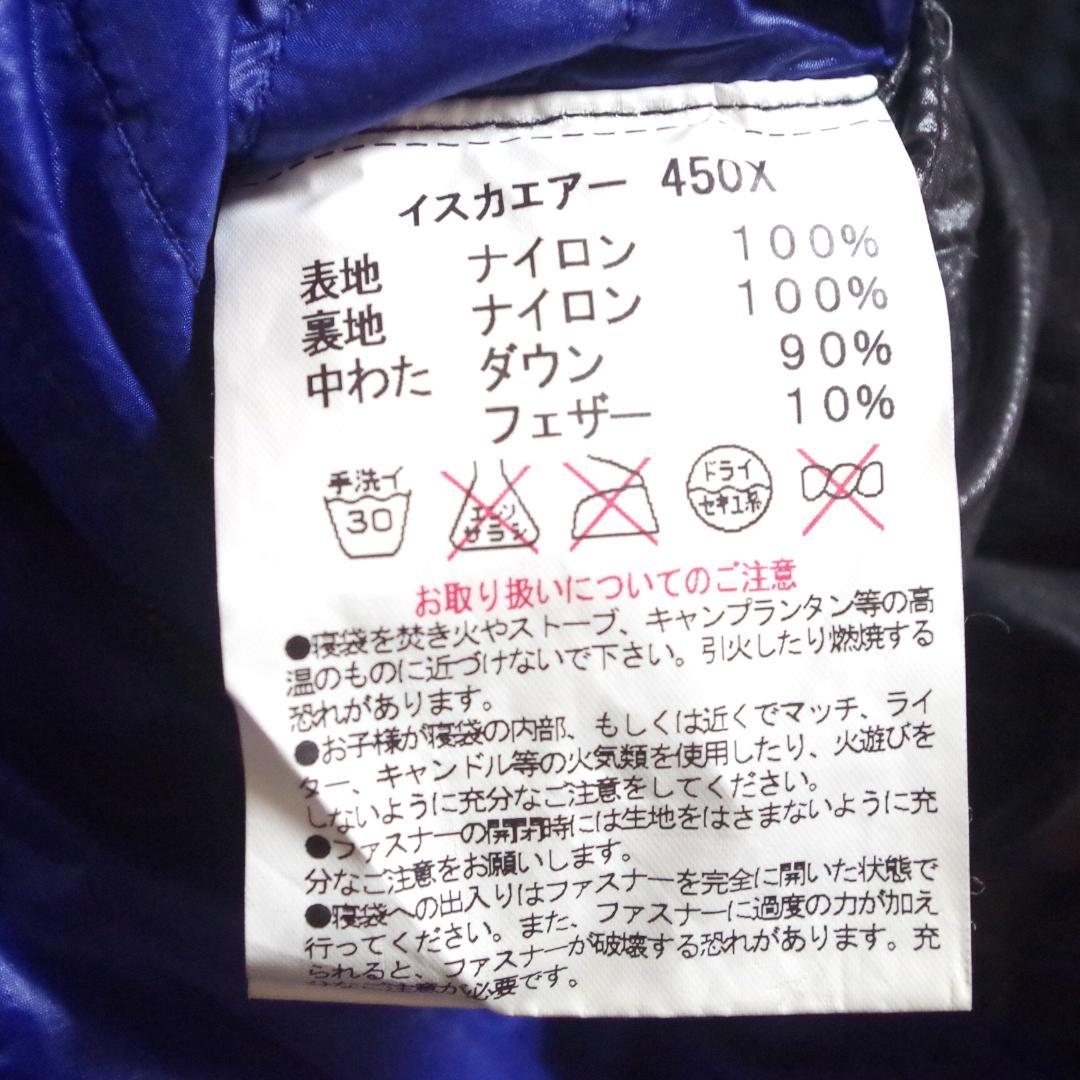 イスカエアー 450X
表地 ナイロン 100%
裏地 ナイロン 100%
中わた ダウン 90%
フェザー 10%
手洗イ 30
エンソサラシ
ドライ セキユ系
お取り扱いについてのご注意
●寝袋を焚き火やストーブ、キャンプランタン等の高
温のものに近づけないで下さい。引火したり燃焼する
恐れがあります。
●お子様が寝袋の内部、もしくは近くでマッチ、ライ
ター、キャンドル等の火気類を使用したり、火遊びを
しないように充分なご注意をしてください。
●ファスナーの開閉時には生地をはさまないように充
分なご注意をお願いします。
●寝袋への出入りはファスナーを完全に開いた状態で
行ってください。また、ファスナーに過度の力が加え
られると、ファスナーが破壊する恐れがあります。充
分なご注意が必要です。